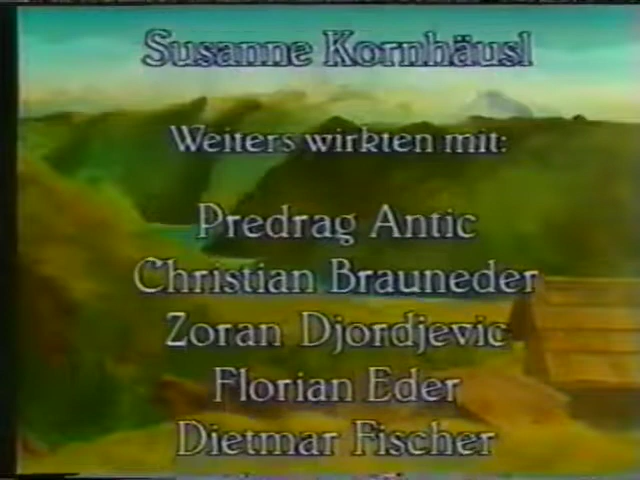 Susanne Kornhäusl
Weiters wirkten mit:
Predrag Antic
Christian Brauneder
Zoran Djordjevic
Florian Eder
Dietmar Fischer